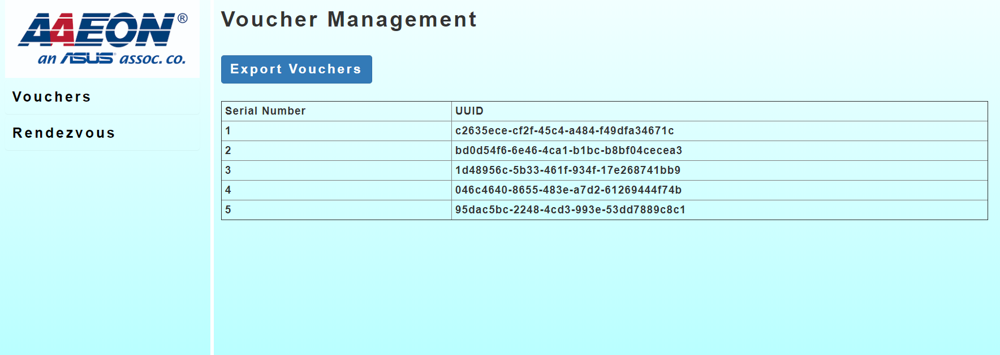 AAEON®
an ASUS® assoc. co.
Vouchers
Rendezvous
Voucher Management
Export Vouchers
Serial Number UUID
1 c2635ece-cf2f-45c4-a484-f49dfa34671c
2 bd0d54f6-6e46-4ca1-b1bc-b8bf04cecea3
3 1d48956c-5b33-461f-934f-17e268741bb9
4 046c4640-8655-483e-a7d2-61269444f74b
5 95dac5bc-2248-4cd3-993e-53dd7889c8c1